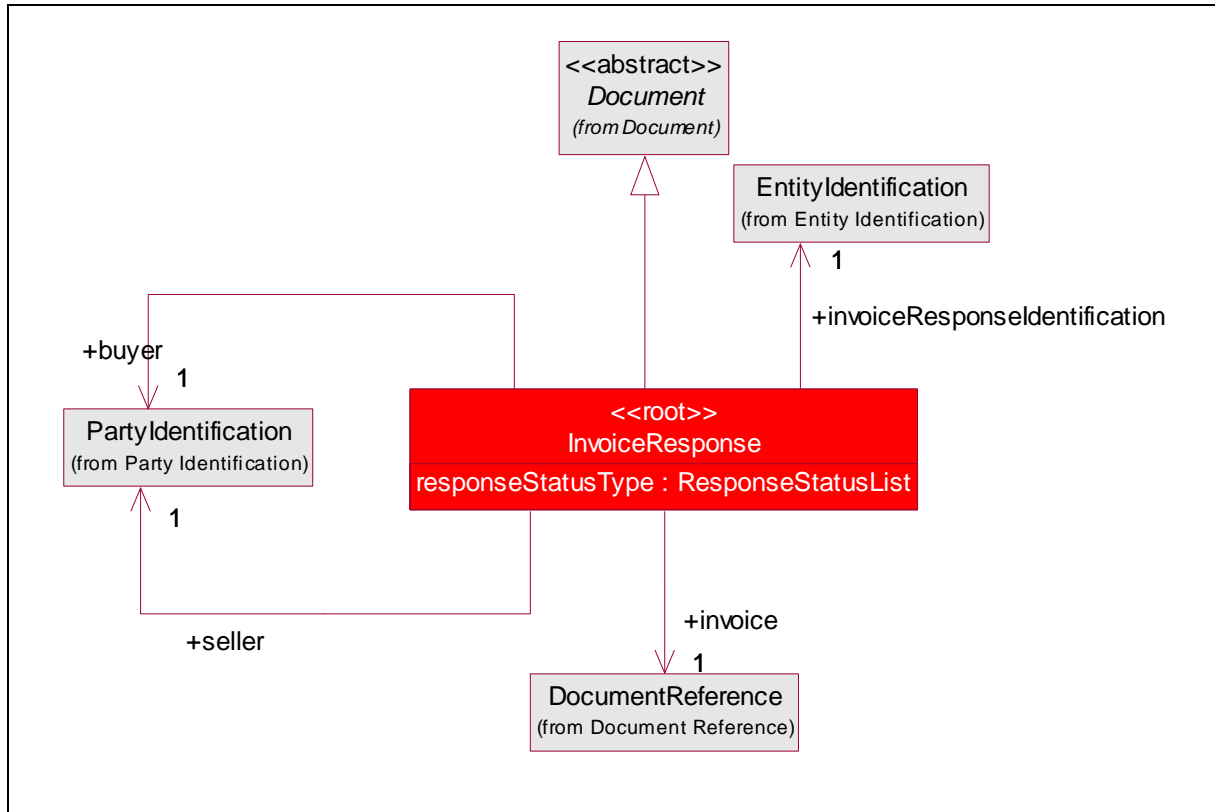 <<abstract>>
Document
(from Document)
EntityIdentification
(from Entity Identification)
1
+invoiceResponseIdentification
+buyer
1
PartyIdentification
(from Party Identification)
1
<<root>>
InvoiceResponse
responseStatusType : ResponseStatusList
+seller
+invoice
1
DocumentReference
(from Document Reference)